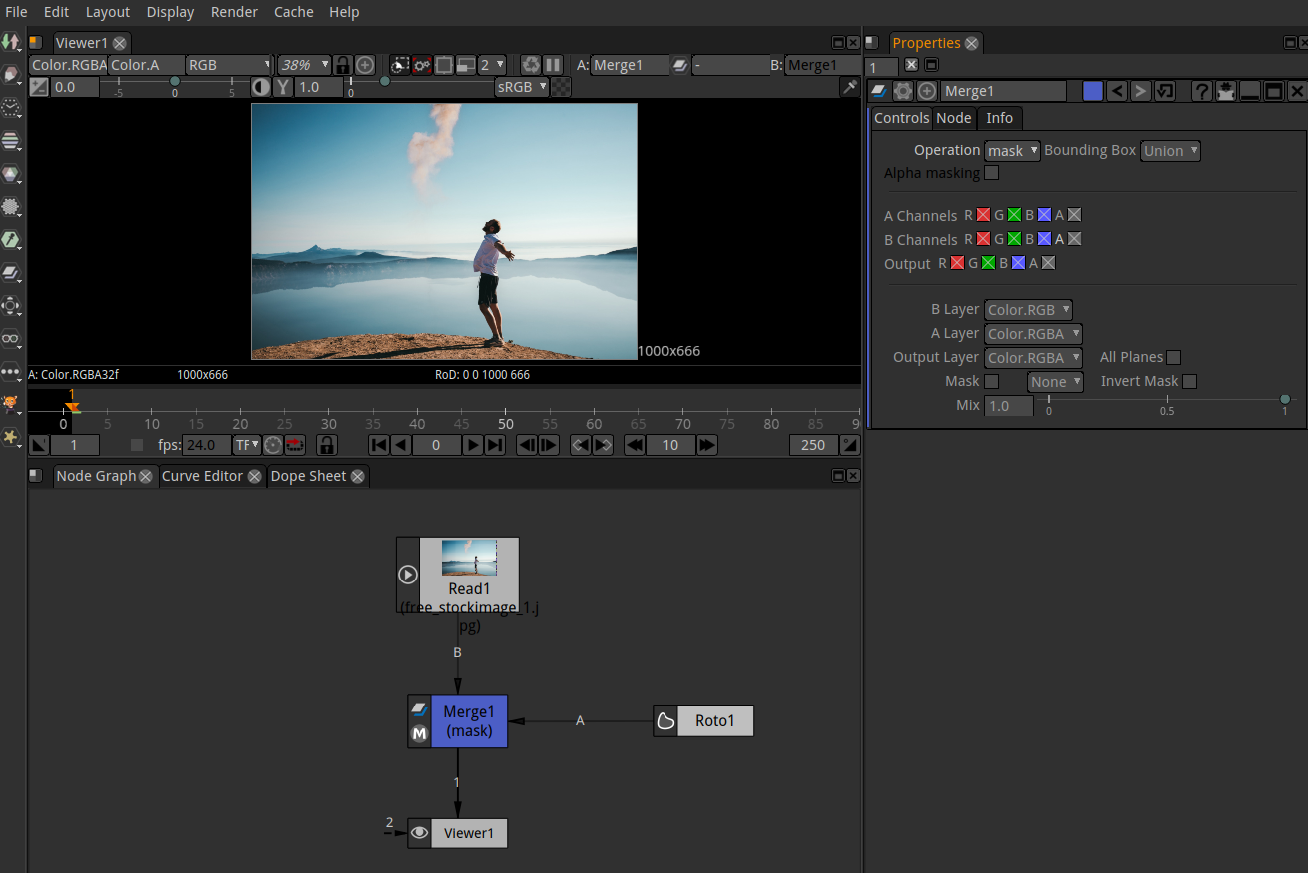 File Edit Layout Display Render Cache Help
Viewer1
Color.RGBA Color.A RGB 38% 2 A: Merge1 - B: Merge1
0.0 -5 0 5 Y 1.0 0 sRGB
1000x666
A: Color.RGBA32f 1000x666 RoD: 0 0 1000 666
1
0 5 10 15 20 25 30 35 40 45 50 55 60 65 70 75 80 85 9
1 fps: 24.0 TF 0 10 250
Node Graph Curve Editor Dope Sheet
Read1
(free_stockimage_1.j
pg)
B
Merge1
(mask)
M
A
Roto1
1
2
Viewer1
Properties
1
Merge1
?
Controls Node Info
Operation mask Bounding Box Union
Alpha masking
A Channels R G B A
B Channels R G B A
Output R G B A
B Layer Color.RGB
A Layer Color.RGBA
Output Layer Color.RGBA All Planes
Mask None Invert Mask
Mix 1.0 0 0.5 1